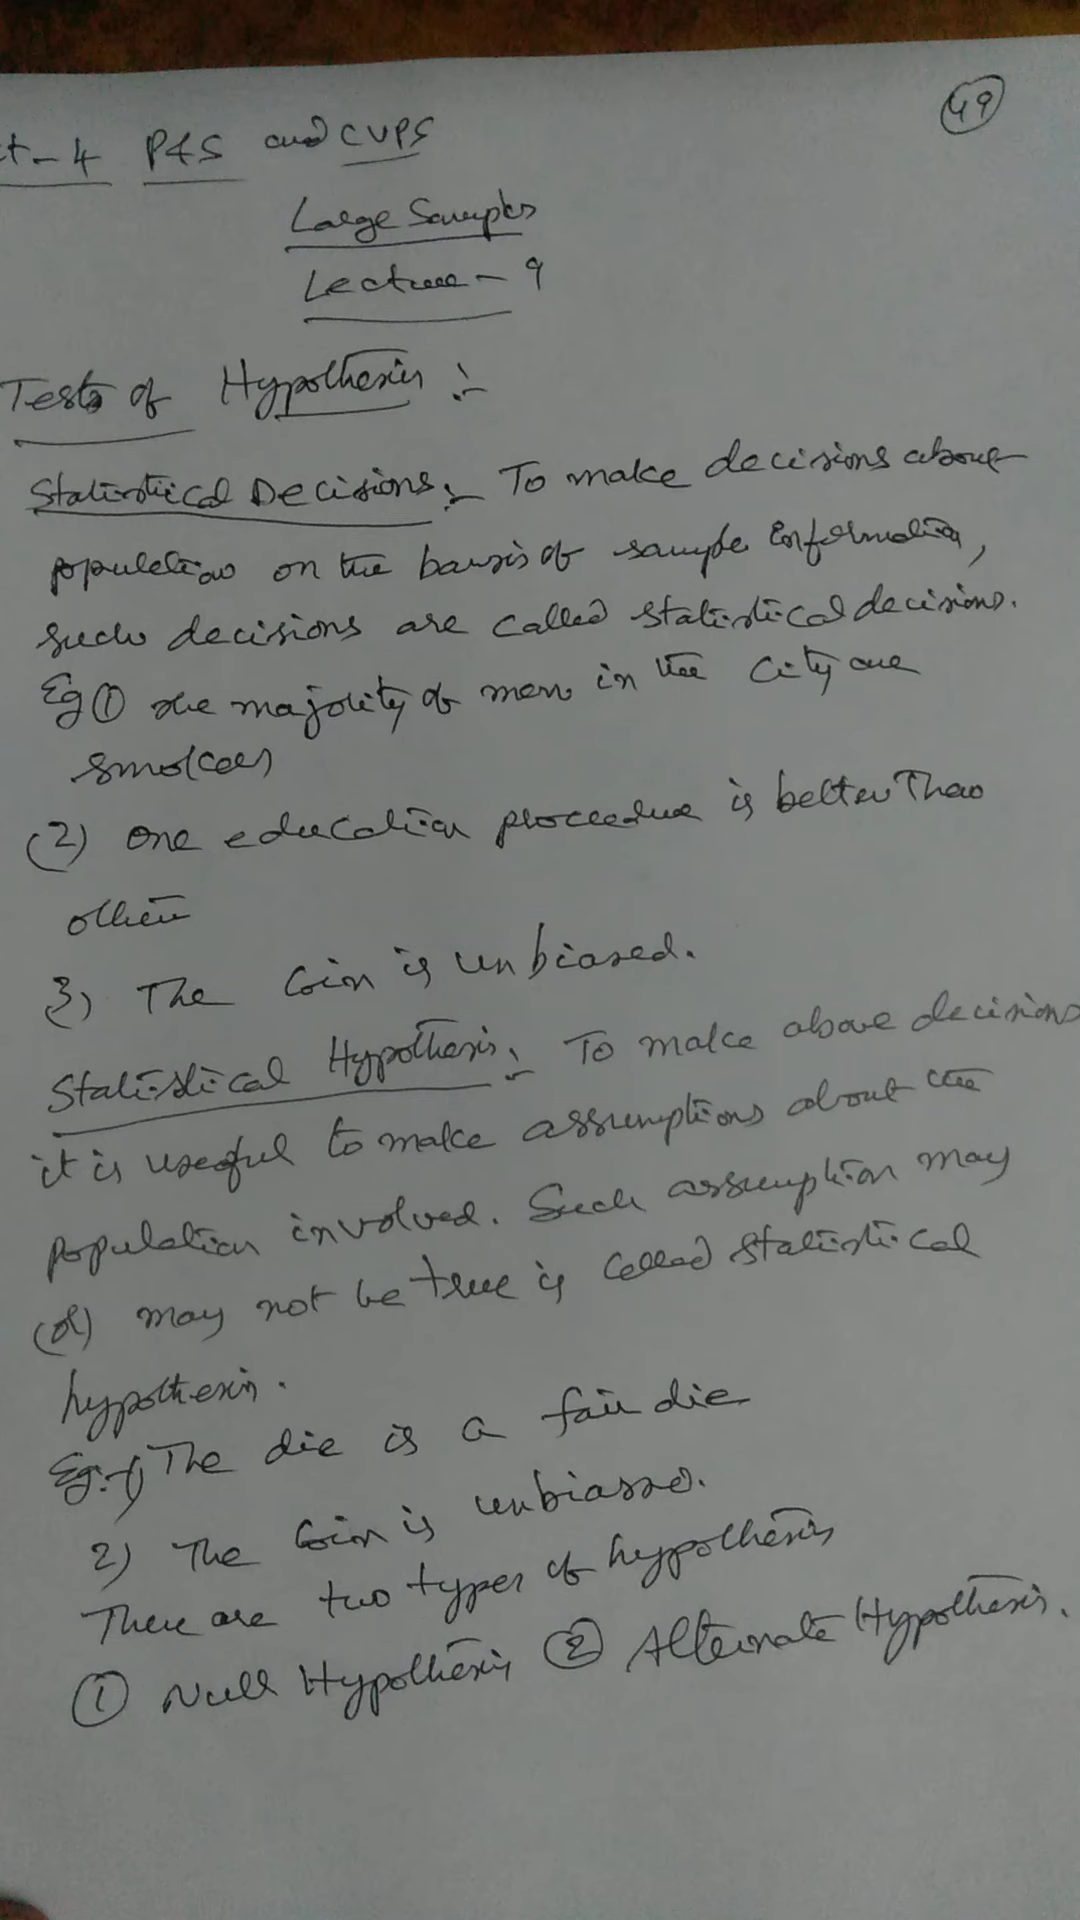 49
t-4 P&S and CVPS
Large Samples
Lecture-9
Tests of Hypothesis :-
Statistical Decisions :- To make decisions about
population on the basis of sample information,
such decisions are called statistical decisions.
Eg ① The majority of men in the city are
smokers
(2) One education procedure is better than
other
3) The Coin is unbiased.
Statistical Hypothesis :- To make above decisions
it is useful to make assumptions about the
population involved. Such assumption may
(or) may not be true is called statistical
hypothesis.
Eg:- 1) The die is a fair die
2) The Coin is unbiased.
There are two types of hypothesis
① Null Hypothesis ② Alternate Hypothesis.